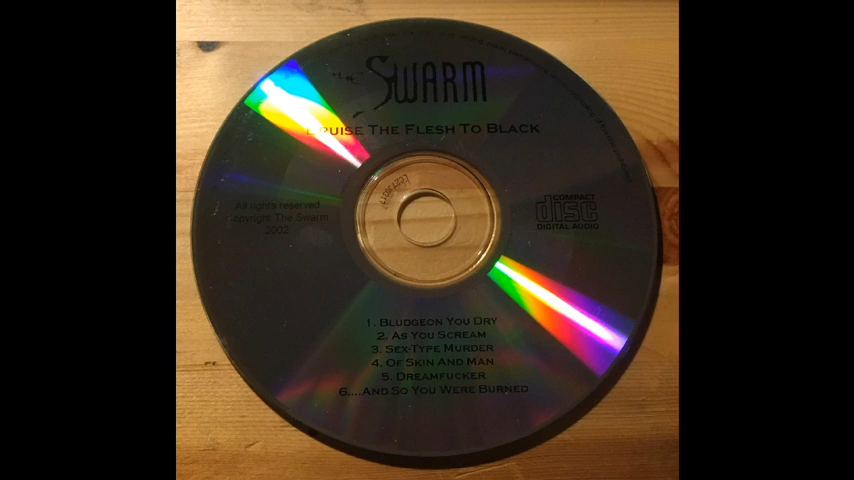 The Swarm
Bruise The Flesh To Black
All rights reserved
Copyright The Swarm
2002
COMPACT
disc
DIGITAL AUDIO
1. Bludgeon You Dry
2. As You Scream
3. Sex-Type Murder
4. Of Skin And Man
5. Dreamfucker
6....And So You Were Burned